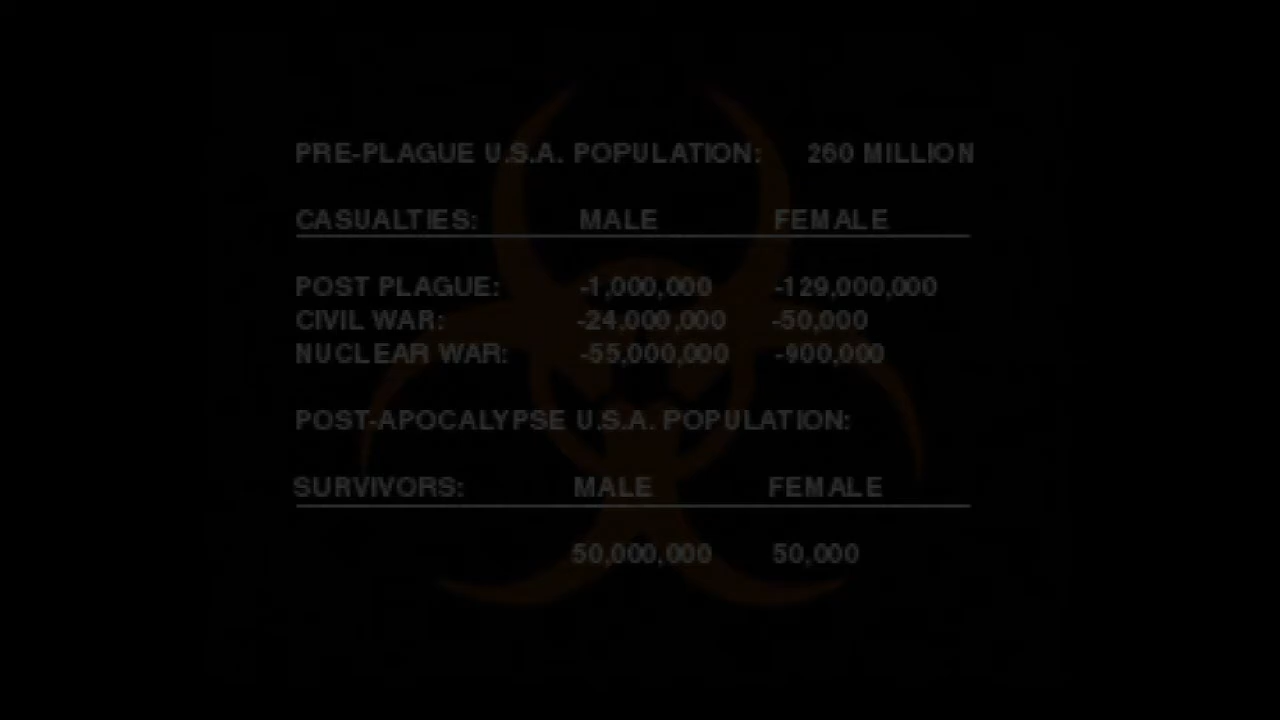 PRE-PLAGUE U.S.A. POPULATION: 260 MILLION
CASUALTIES: MALE FEMALE
POST PLAGUE: -1,000,000 -129,000,000
CIVIL WAR: -24,000,000 -50,000
NUCLEAR WAR: -55,000,000 -900,000
POST-APOCALYPSE U.S.A. POPULATION:
SURVIVORS: MALE FEMALE
50,000,000 50,000